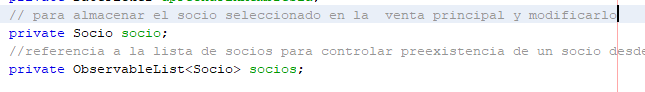 // para almacenar el socio seleccionado en la  venta principal y modificarlo
private Socio socio;
//referencia a la lista de socios para controlar preexistencia de un socio desde
private ObservableList<Socio> socios;